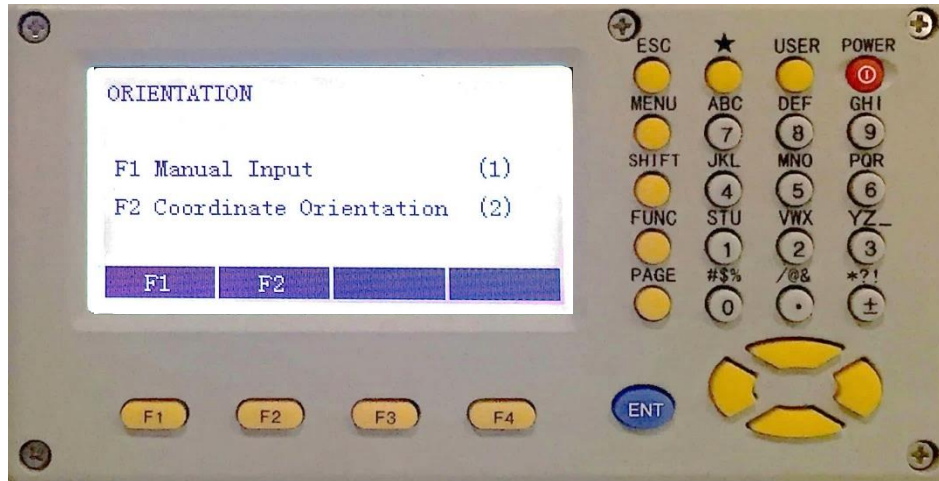 ORIENTATION
F1 Manual Input (1)
F2 Coordinate Orientation (2)
F1 F2
F1 F2 F3 F4
ESC ★ USER POWER
MENU ABC DEF GHI
7 8 9
SHIFT JKL MNO PQR
4 5 6
FUNC STU VWX YZ_
1 2 3
PAGE #$% /@& *?!
0 • ±
ENT